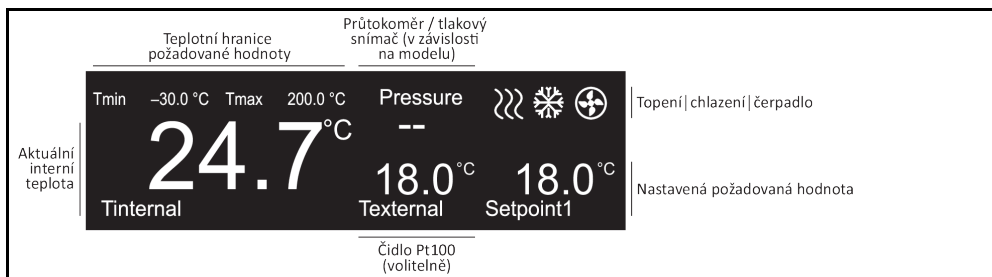 Teplotní hranice
požadované hodnoty
Průtokoměr / tlakový
snímač (v závislosti
na modelu)
Tmin –30.0 °C Tmax 200.0 °C
Pressure
--
Topení|chlazení|čerpadlo
Aktuální
interní
teplota
24.7°C
Tinternal
18.0°C
Texternal
18.0°C
Setpoint1
Nastavená požadovaná hodnota
Čidlo Pt100
(volitelně)